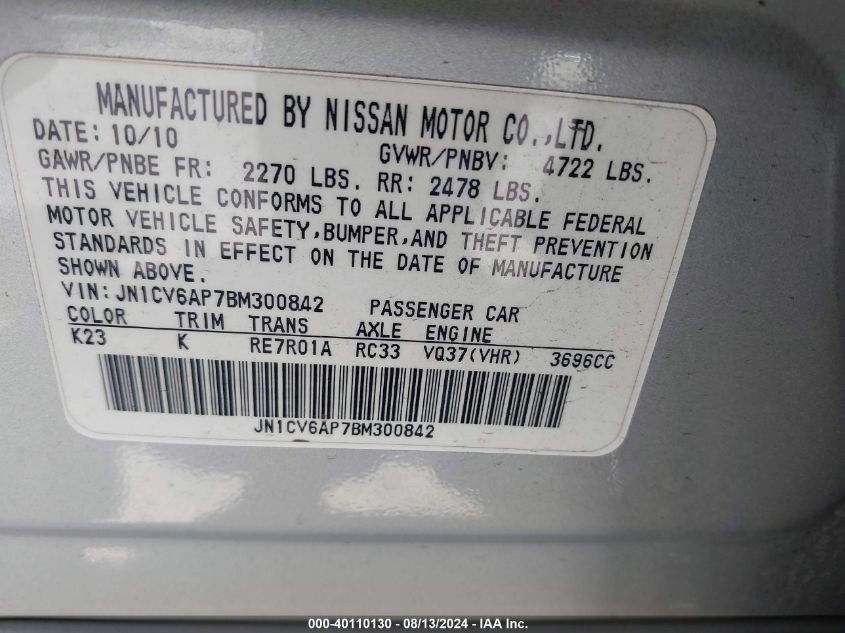 MANUFACTURED BY NISSAN MOTOR CO.,LTD.
DATE: 10/10 GVWR/PNBV: 4722 LBS.
GAWR/PNBE FR: 2270 LBS. RR: 2478 LBS.
THIS VEHICLE CONFORMS TO ALL APPLICABLE FEDERAL
MOTOR VEHICLE SAFETY,BUMPER,AND THEFT PREVENTION
STANDARDS IN EFFECT ON THE DATE OF MANUFACTURE
SHOWN ABOVE.
VIN: JN1CV6AP7BM300842 PASSENGER CAR
COLOR TRIM TRANS AXLE ENGINE
K23 K RE7R01A RC33 VQ37(VHR) 3696CC
JN1CV6AP7BM300842
000-40110130 - 08/13/2024 - IAA Inc.